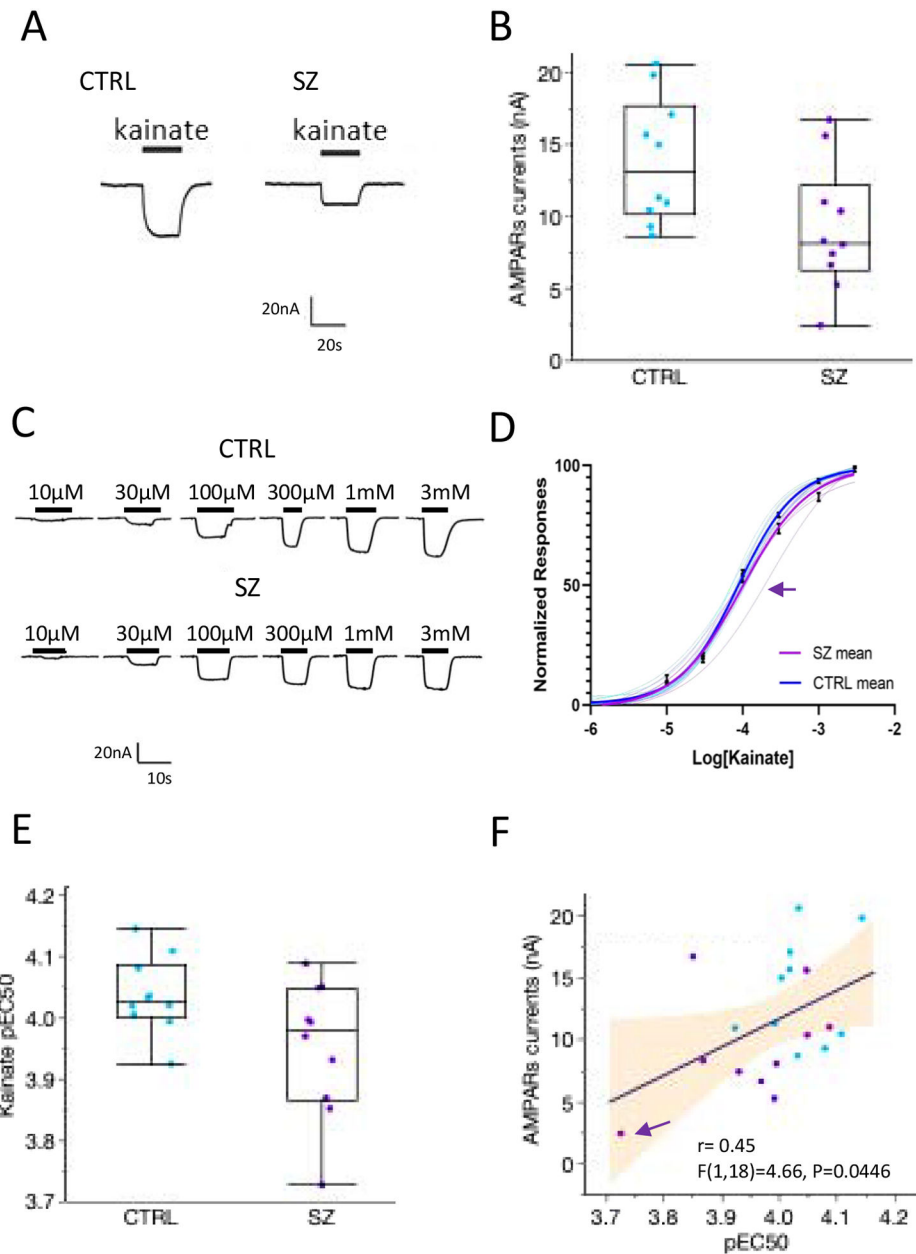 A
CTRL SZ
kainate kainate
20nA
20s
B
AMPARs currents (nA)
20
15
10
5
0
CTRL SZ
C
CTRL
10µM 30µM 100µM 300µM 1mM 3mM
SZ
10µM 30µM 100µM 300µM 1mM 3mM
20nA
10s
D
Normalized Responses
100
50
0
SZ mean
CTRL mean
-6 -5 -4 -3 -2
Log[Kainate]
E
Kainate pEC50
4.2
4.1
4.0
3.9
3.8
3.7
CTRL SZ
F
AMPARs currents (nA)
20
15
10
5
0
r= 0.45
F(1,18)=4.66, P=0.0446
3.7 3.8 3.9 4.0 4.1 4.2
pEC50